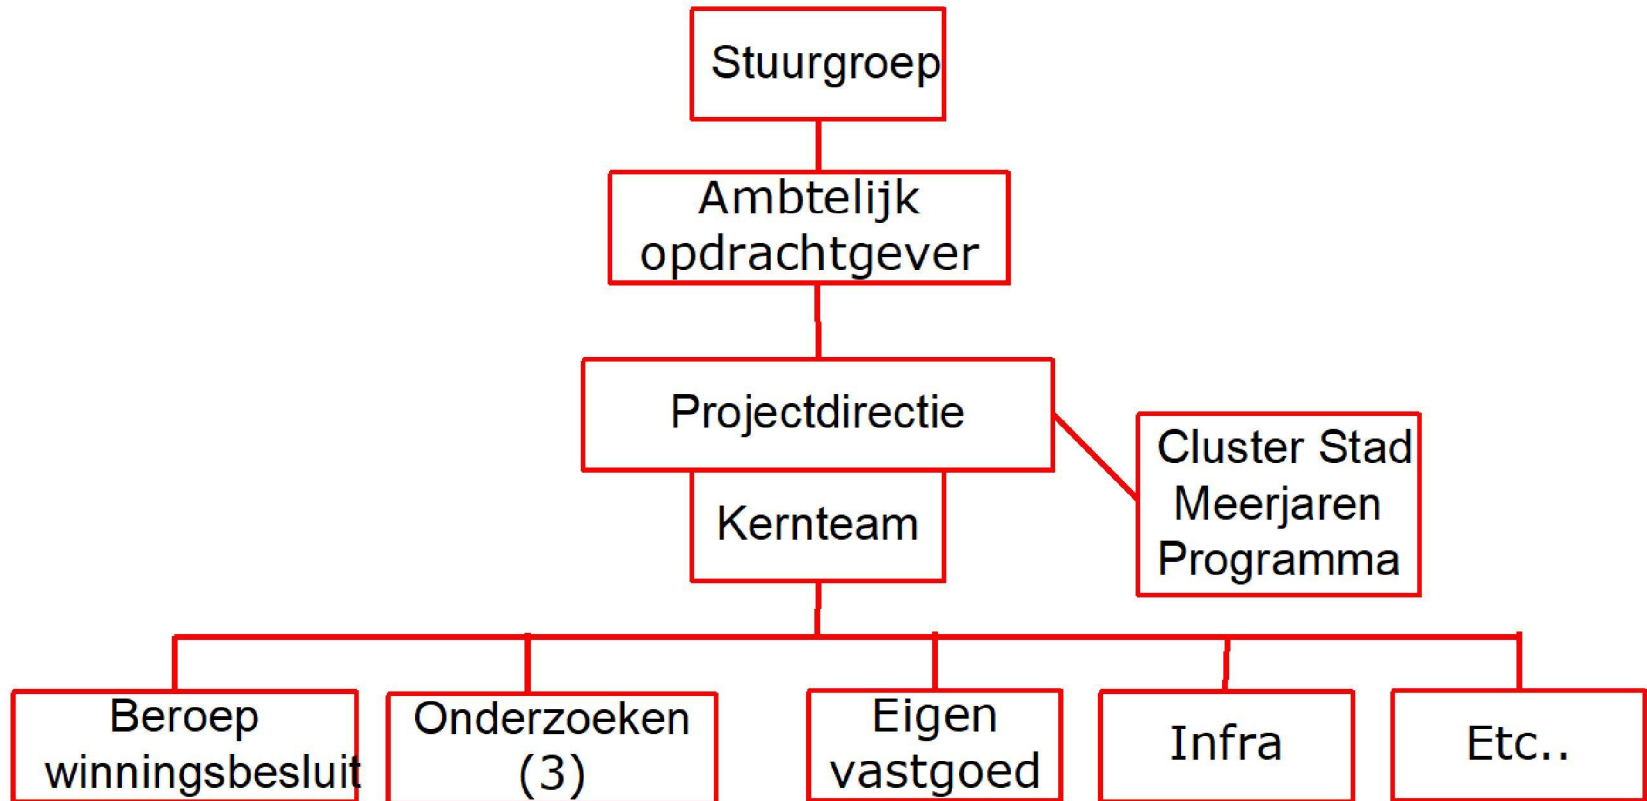 Stuurgroep
Ambtelijk
opdrachtgever
Projectdirectie
Cluster Stad
Meerjaren
Programma
Kernteam
Beroep
winningsbesluit
Onderzoeken
(3)
Eigen
vastgoed
Infra
Etc..